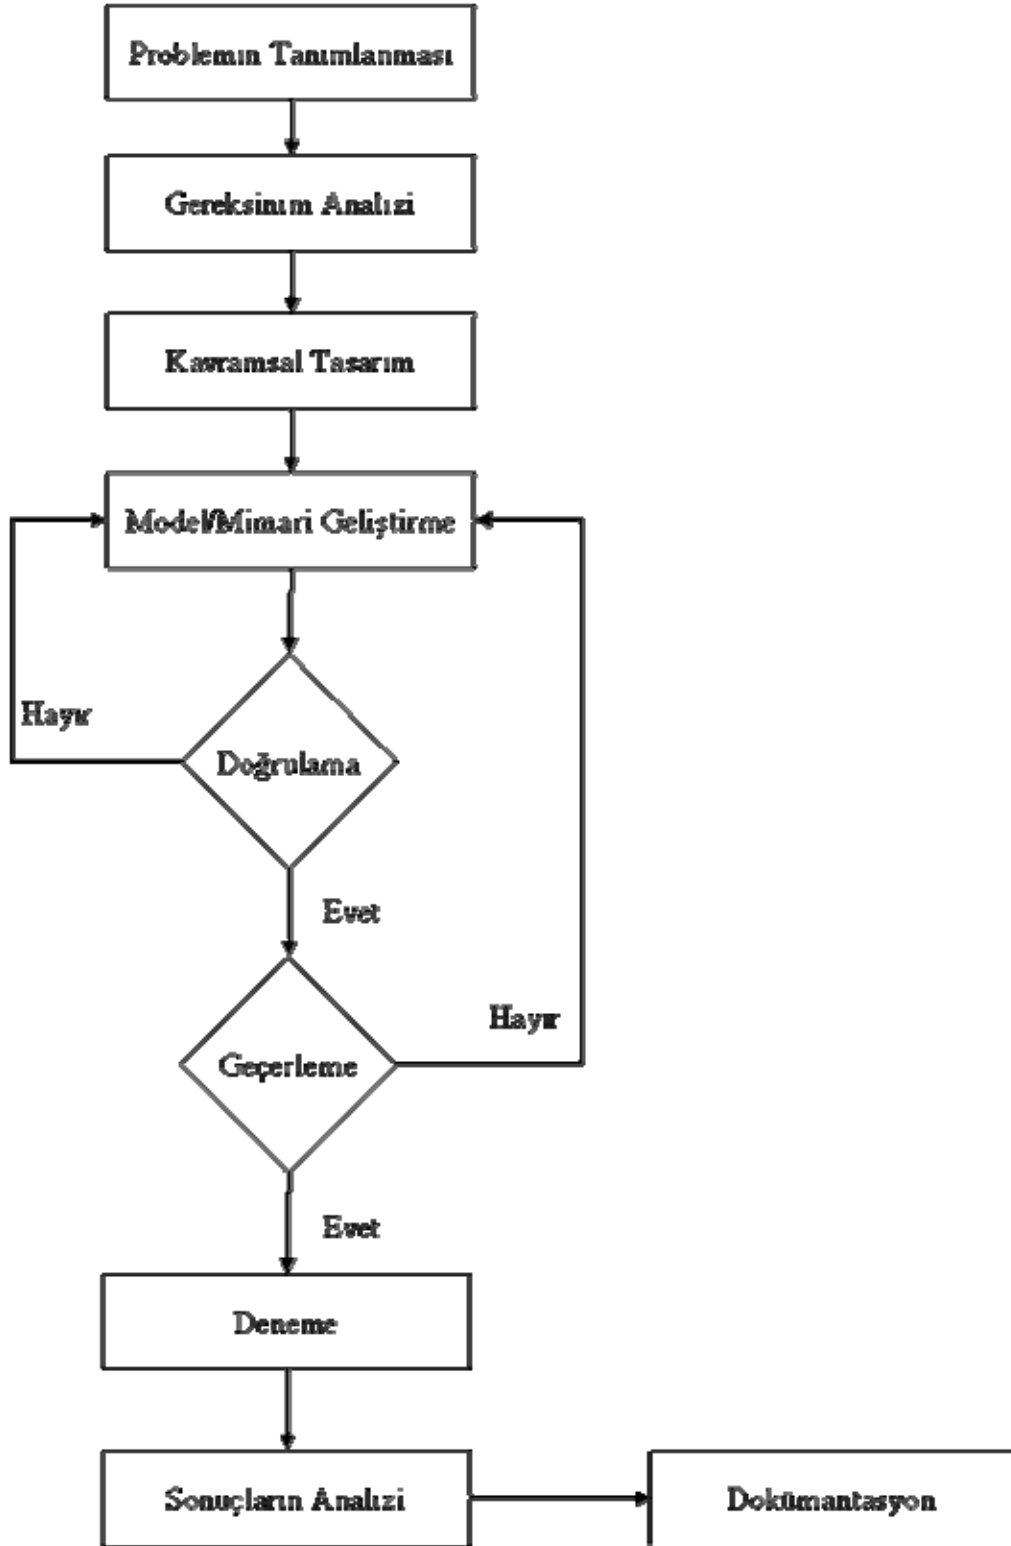 Problemin Tanımlanması
Gereksinim Analizi
Kavramsal Tasarım
Model/Mimari Geliştirme
Hayır
Doğrulama
Evet
Hayır
Geçerleme
Evet
Deneme
Sonuçların Analizi
Dokümantasyon